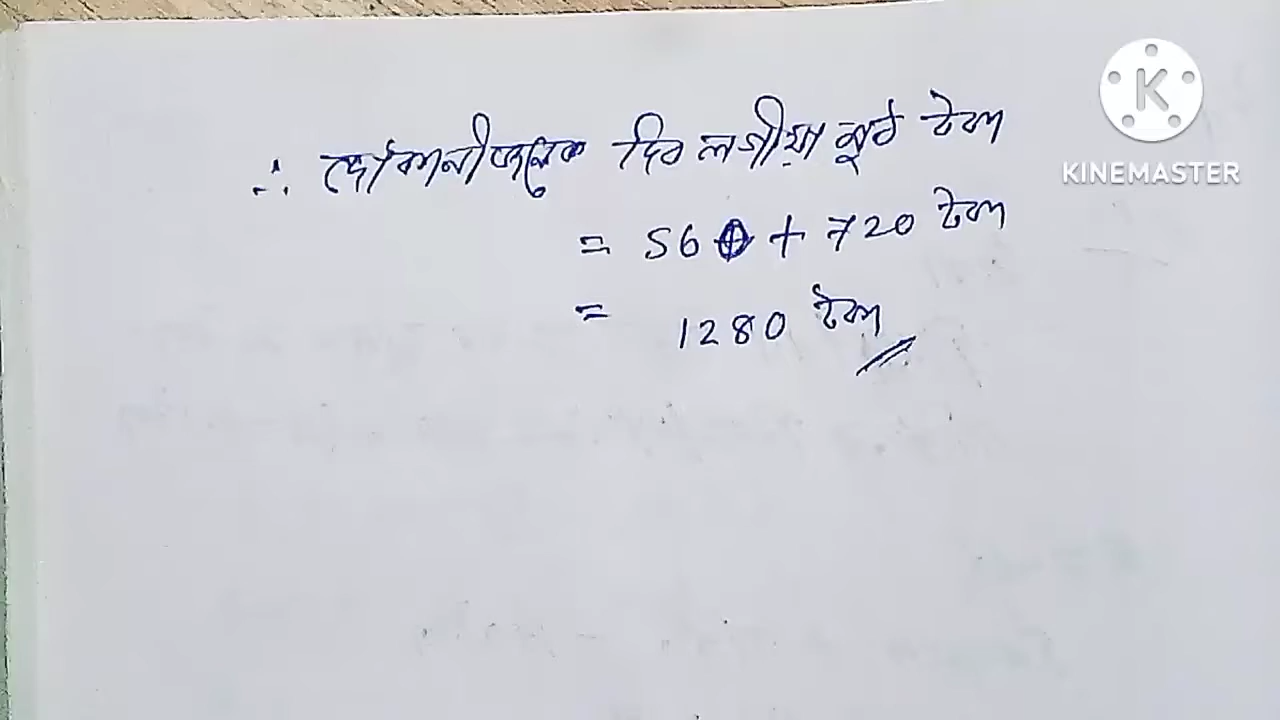 ∴ দোকানীজনক দিব লগীয়া মুঠ টকা
= 560 + 720 টকা
= 1280 টকা
K
KINEMASTER